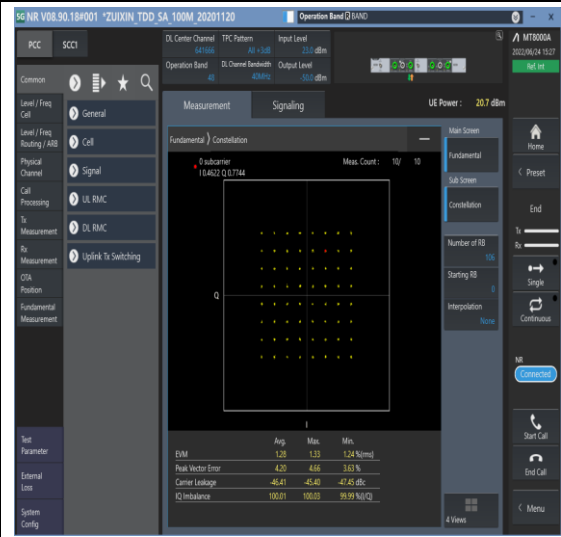 5G NR V08.90.18#001 *ZUIXIN_TDD_SA_100M_20201120
Operation Band Q BAND
PCC
SCC1
DL Center Channel
641666
TPC Pattern
All +3dB
Input Level
23.0 dBm
Operation Band
48
DL Channel Bandwidth
40MHz
Output Level
-50.0 dBm
MT8000A
2022/06/24 15:27
Ref. Int
Common
Level / Freq
Cell
Level / Freq
Routing / ARB
Physical
Channel
Call
Processing
Tx
Measurement
Rx
Measurement
OTA
Position
Fundamental
Measurement
Test
Parameter
External
Loss
System
Config
General
Cell
Signal
UL RMC
DL RMC
Uplink Tx Switching
Measurement
Signaling
UE Power : 20.7 dBm
Fundamental > Constellation
0 subcarrier
I 0.4622 Q 0.7744
Meas. Count : 10/ 10
Q
I
Avg. Max. Min.
EVM 1.28 1.33 1.24 %(rms)
Peak Vector Error 4.20 4.66 3.63 %
Carrier Leakage -46.41 -45.40 -47.45 dBc
IQ Imbalance 100.01 100.03 99.99 %(I/Q)
Main Screen
Fundamental
Sub Screen
Constellation
Number of RB
106
Starting RB
0
Interpolation
None
4 Views
Home
< Preset
End
Tx
Rx
Single
Continuous
NR
Connected
Start Call
End Call
< Menu